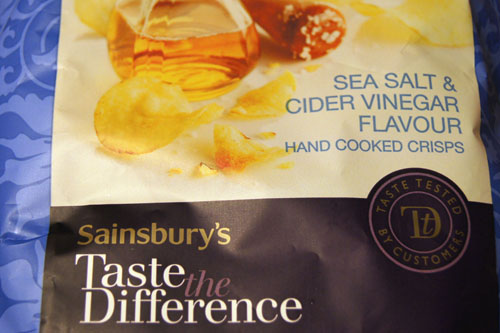 SEA SALT &
CIDER VINEGAR
FLAVOUR
HAND COOKED CRISPS
TASTE TESTED
Td
BY CUSTOMERS
Sainsbury's
Taste the
Difference